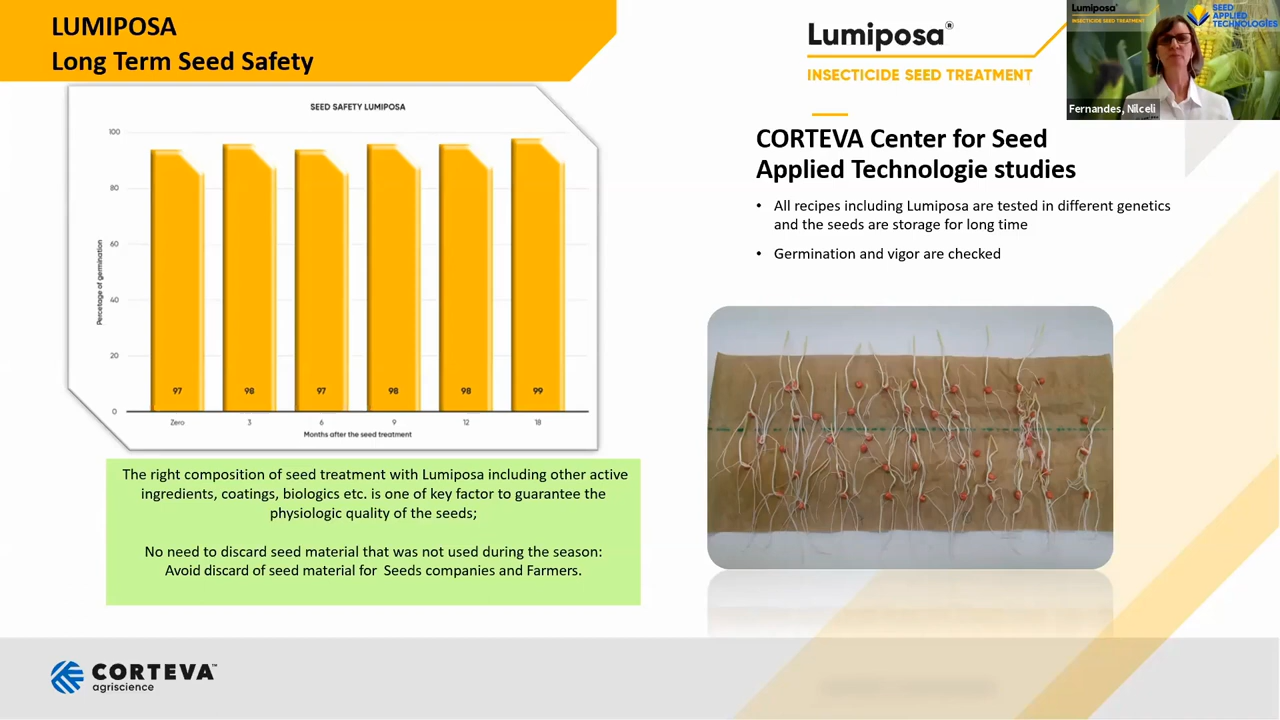 LUMIPOSA
Long Term Seed Safety
Lumiposa®
INSECTICIDE SEED TREATMENT
Lumiposa®
INSECTICIDE SEED TREATMENT
SEED
APPLIED
TECHNOLOGIES
Fernandes, Nilceli
SEED SAFETY LUMIPOSA
100
80
60
40
20
0
Percetage of germination
97
98
97
98
98
99
Zero
3
6
9
12
18
Months after the seed treatment
CORTEVA Center for Seed
Applied Technologie studies
• All recipes including Lumiposa are tested in different genetics
and the seeds are storage for long time
• Germination and vigor are checked
The right composition of seed treatment with Lumiposa including other active
ingredients, coatings, biologics etc. is one of key factor to guarantee the
physiologic quality of the seeds;
No need to discard seed material that was not used during the season:
Avoid discard of seed material for Seeds companies and Farmers.
CORTEVA™
agriscience